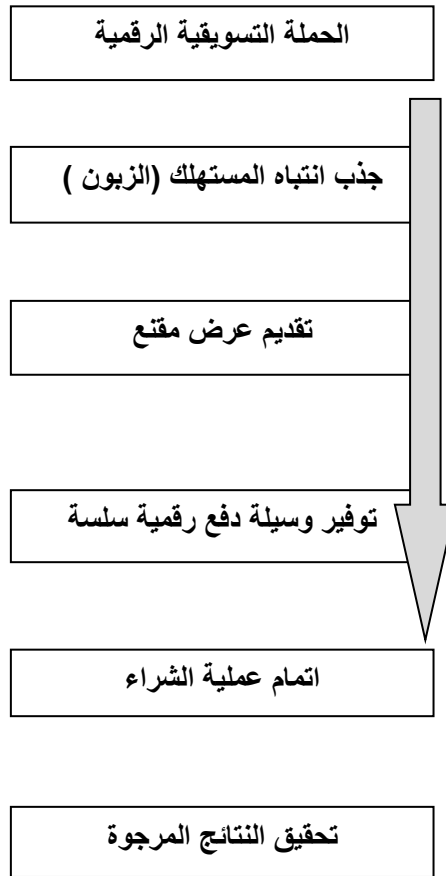 الحملة التسويقية الرقمية
جذب انتباه المستهلك (الزبون )
تقديم عرض مقنع
توفير وسيلة دفع رقمية سلسة
اتمام عملية الشراء
تحقيق النتائج المرجوة